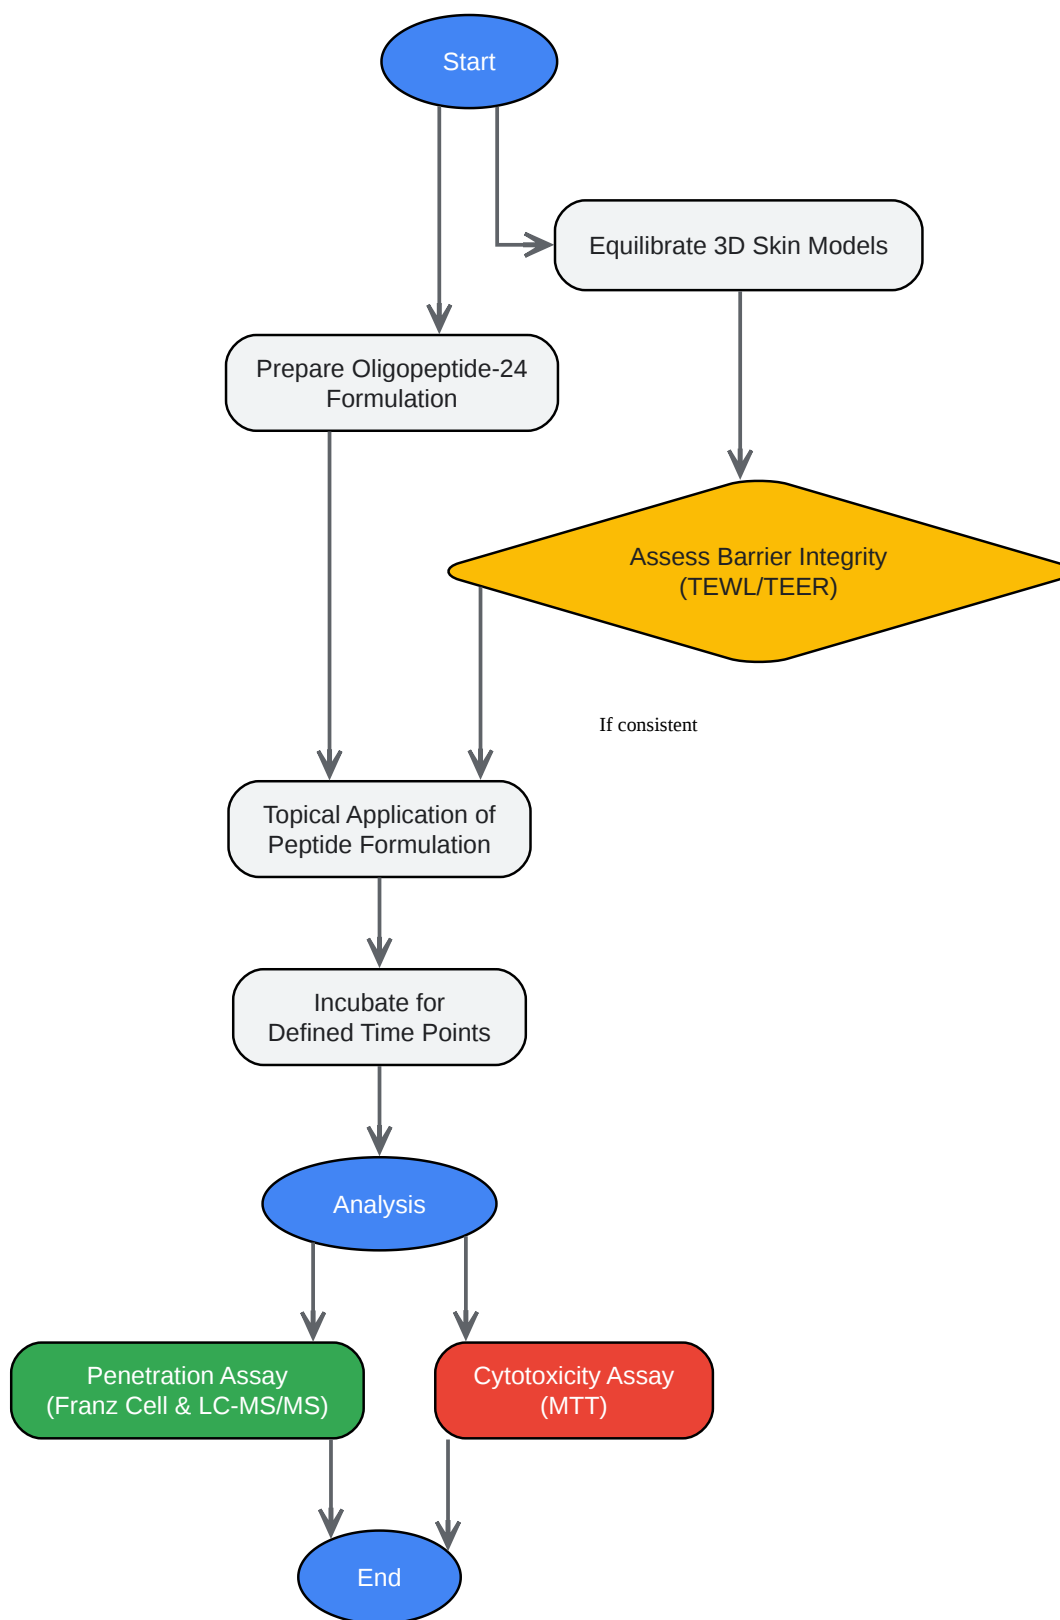 Start
Equilibrate 3D Skin Models
Prepare Oligopeptide-24
Formulation
Assess Barrier Integrity
(TEWL/TEER)
If consistent
Topical Application of
Peptide Formulation
Incubate for
Defined Time Points
Analysis
Penetration Assay
(Franz Cell & LC-MS/MS)
Cytotoxicity Assay
(MTT)
End